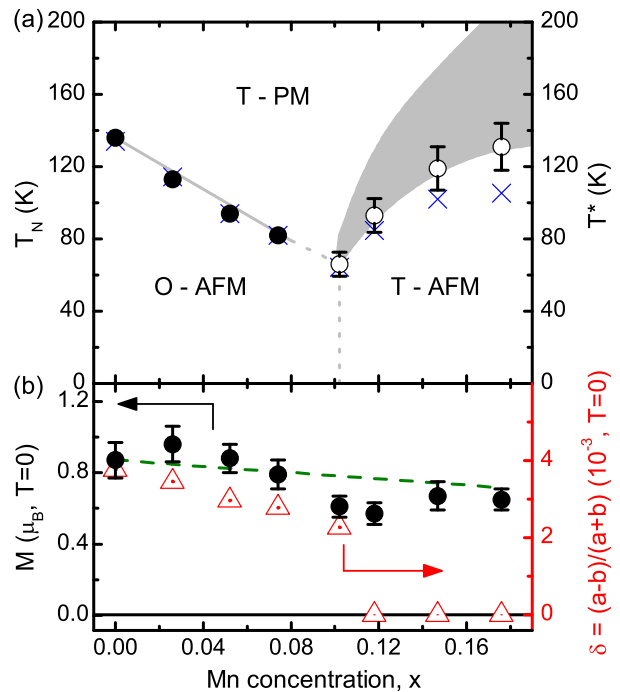 (a)
200
160
120
80
40
0
T_N (K)
T - PM
O - AFM
T - AFM
200
160
120
80
40
0
T* (K)
(b)
1.2
0.8
0.4
0.0
M (μ_B, T=0)
4
2
0
δ = (a-b)/(a+b) (10^-3, T=0)
0.00 0.04 0.08 0.12 0.16
Mn concentration, x